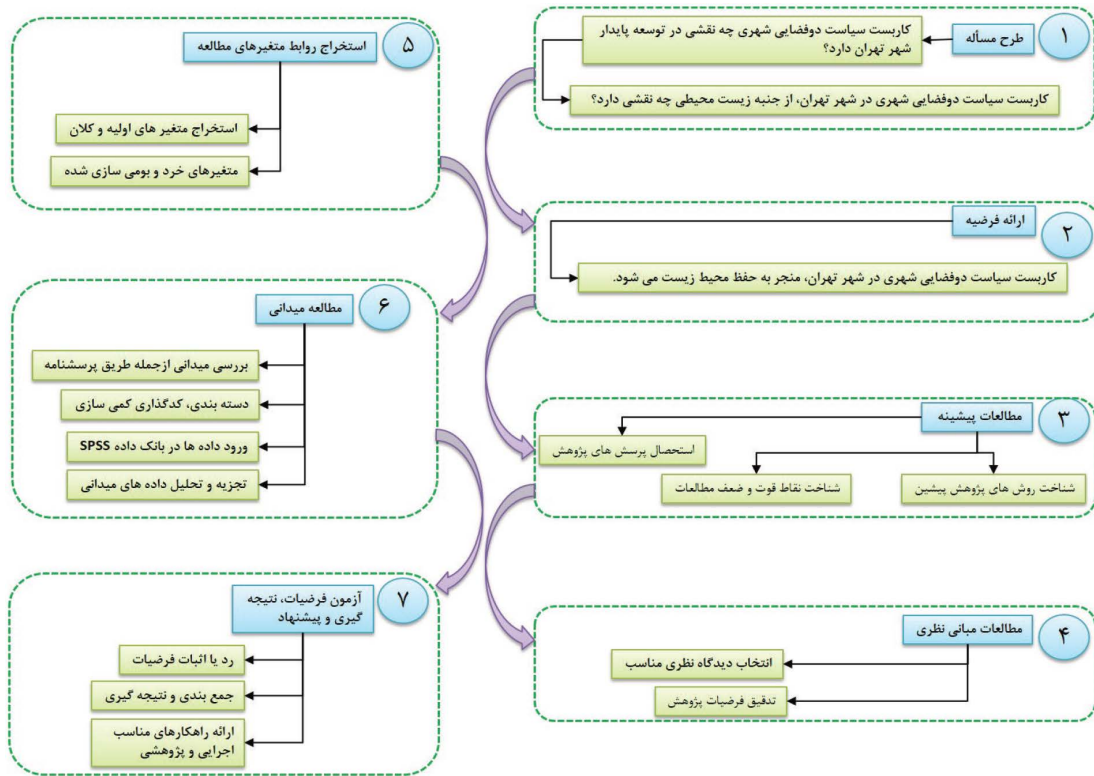 ۱
طرح مسأله
کاربست سیاست دوفضایی شهری چه نقشی در توسعه پایدار
شهر تهران دارد؟
کاربست سیاست دوفضایی شهری در شهر تهران، از جنبه زیست محیطی چه نقشی دارد؟
۲
ارائه فرضیه
کاربست سیاست دوفضایی شهری در شهر تهران، منجر به حفظ محیط زیست می شود.
۳
مطالعات پیشینه
استحصال پرسش های پژوهش
شناخت روش های پژوهش پیشین
شناخت نقاط قوت و ضعف مطالعات
۴
مطالعات مبانی نظری
انتخاب دیدگاه نظری مناسب
تدقیق فرضیات پژوهش
۵
استخراج روابط متغیرهای مطالعه
استخراج متغیر های اولیه و کلان
متغیرهای خرد و بومی سازی شده
۶
مطالعه میدانی
بررسی میدانی ازجمله طریق پرسشنامه
دسته بندی، کدگذاری کمی سازی
ورود داده ها در بانک داده SPSS
تجزیه و تحلیل داده های میدانی
۷
آزمون فرضیات، نتیجه
گیری و پیشنهاد
رد یا اثبات فرضیات
جمع بندی و نتیجه گیری
ارائه راهکارهای مناسب
اجرایی و پژوهشی